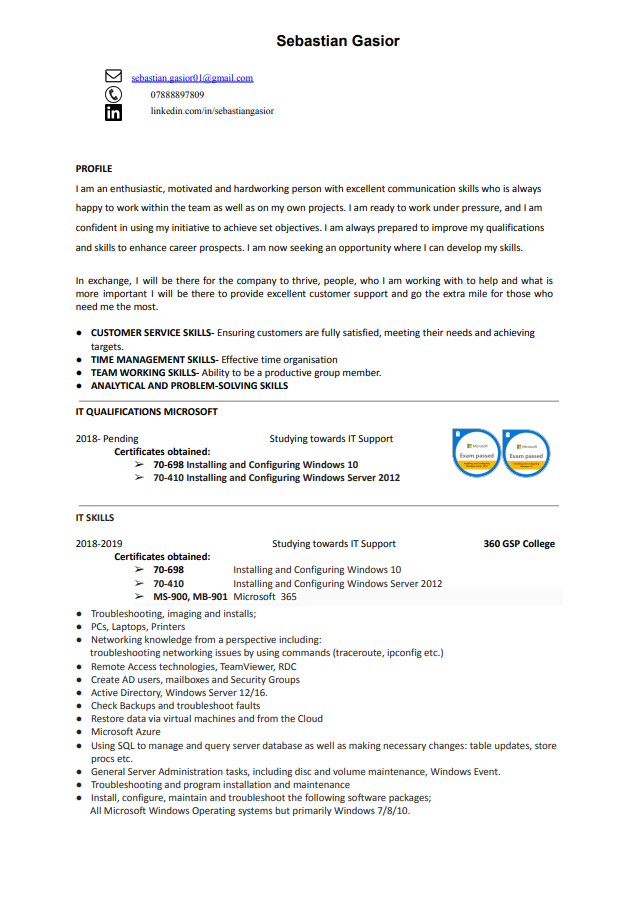 Sebastian Gasior
sebastian.gasior01@gmail.com
07888897809
in linkedin.com/in/sebastiangasior
PROFILE
I am an enthusiastic, motivated and hardworking person with excellent communication skills who is always
happy to work within the team as well as on my own projects. I am ready to work under pressure, and I am
confident in using my initiative to achieve set objectives. I am always prepared to improve my qualifications
and skills to enhance career prospects. I am now seeking an opportunity where I can develop my skills.
In exchange, I will be there for the company to thrive, people, who I am working with to help and what is
more important I will be there to provide excellent customer support and go the extra mile for those who
need me the most.
● CUSTOMER SERVICE SKILLS- Ensuring customers are fully satisfied, meeting their needs and achieving
targets.
● TIME MANAGEMENT SKILLS- Effective time organisation
● TEAM WORKING SKILLS- Ability to be a productive group member.
● ANALYTICAL AND PROBLEM-SOLVING SKILLS
IT QUALIFICATIONS MICROSOFT
2018- Pending Studying towards IT Support
Certificates obtained:
➢ 70-698 Installing and Configuring Windows 10
➢ 70-410 Installing and Configuring Windows Server 2012
Microsoft
Exam passed
Microsoft
Exam passed
IT SKILLS
2018-2019 Studying towards IT Support 360 GSP College
Certificates obtained:
➢ 70-698 Installing and Configuring Windows 10
➢ 70-410 Installing and Configuring Windows Server 2012
➢ MS-900, MB-901 Microsoft 365
● Troubleshooting, imaging and installs;
● PCs, Laptops, Printers
● Networking knowledge from a perspective including:
troubleshooting networking issues by using commands (traceroute, ipconfig etc.)
● Remote Access technologies, TeamViewer, RDC
● Create AD users, mailboxes and Security Groups
● Active Directory, Windows Server 12/16.
● Check Backups and troubleshoot faults
● Restore data via virtual machines and from the Cloud
● Microsoft Azure
● Using SQL to manage and query server database as well as making necessary changes: table updates, store
procs etc.
● General Server Administration tasks, including disc and volume maintenance, Windows Event.
● Troubleshooting and program installation and maintenance
● Install, configure, maintain and troubleshoot the following software packages;
All Microsoft Windows Operating systems but primarily Windows 7/8/10.